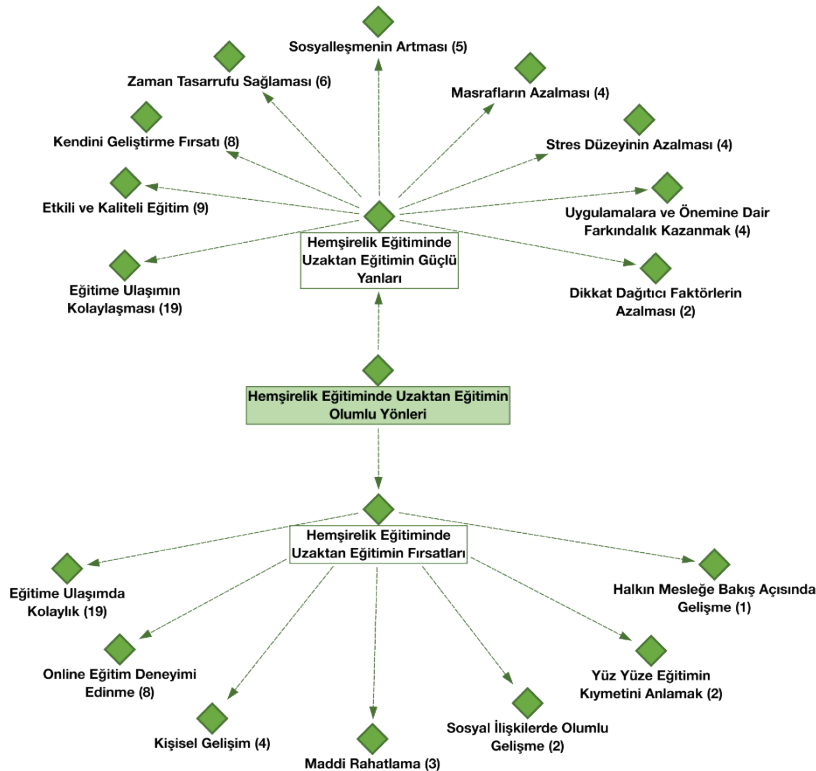 Sosyalleşmenin Artması (5)
Zaman Tasarrufu Sağlaması (6)
Masrafların Azalması (4)
Kendini Geliştirme Fırsatı (8)
Stres Düzeyinin Azalması (4)
Etkili ve Kaliteli Eğitim (9)
Uygulamalara ve Önemine Dair
Farkındalık Kazanmak (4)
Hemşirelik Eğitiminde
Uzaktan Eğitimin Güçlü
Yanları
Eğitime Ulaşımın
Kolaylaşması (19)
Dikkat Dağıtıcı Faktörlerin
Azalması (2)
Hemşirelik Eğitiminde Uzaktan Eğitimin
Olumlu Yönleri
Hemşirelik Eğitiminde
Uzaktan Eğitimin Fırsatları
Eğitime Ulaşımda
Kolaylık (19)
Halkın Mesleğe Bakış Açısında
Gelişme (1)
Online Eğitim Deneyimi
Edinme (8)
Yüz Yüze Eğitimin
Kıymetini Anlamak (2)
Kişisel Gelişim (4)
Sosyal İlişkilerde Olumlu
Gelişme (2)
Maddi Rahatlama (3)